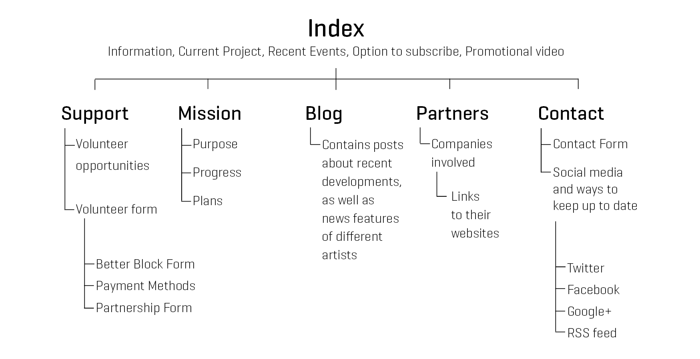 Index
Information, Current Project, Recent Events, Option to subscribe, Promotional video
Support
Volunteer
opportunities
Volunteer form
Better Block Form
Payment Methods
Partnership Form
Mission
Purpose
Progress
Plans
Blog
Contains posts
about recent
developments,
as well as
news features
of different
artists
Partners
Companies
involved
Links
to their
websites
Contact
Contact Form
Social media
and ways to
keep up to date
Twitter
Facebook
Google+
RSS feed